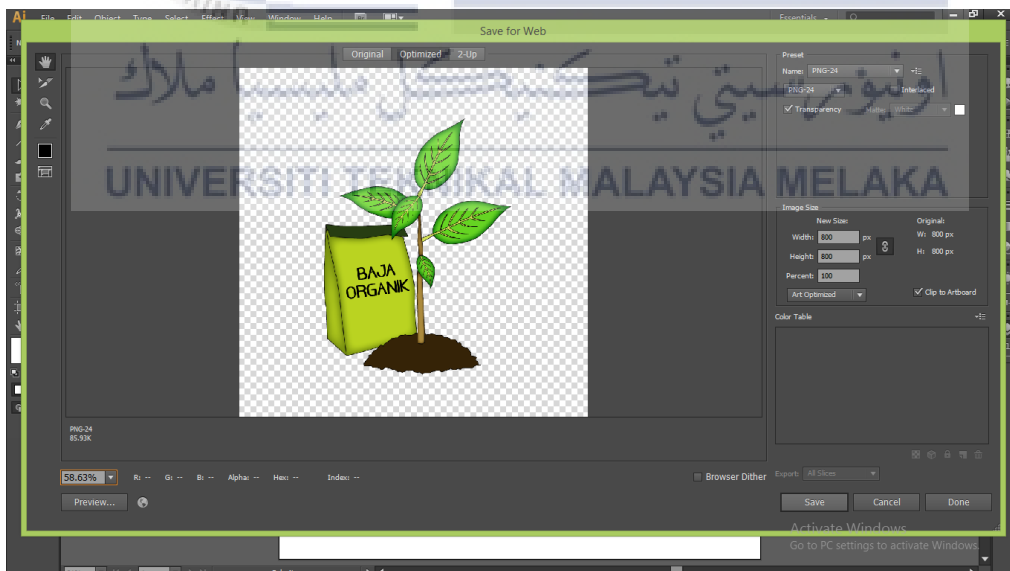 Ai File Edit Object Type Select Effect View Window Help Br Essentials
Save for Web
Original Optimized 2-Up
Preset
Name: PNG-24
PNG-24 Interlaced
Transparency Matte: White
اونيۏرسيتي تيكنيكل مليسيا ملاك
UNIVERSITI TEKNIKAL MALAYSIA MELAKA
BAJA
ORGANIK
Image Size
New Size: Original:
Width: 800 px W: 800 px
Height: 800 px H: 800 px
Percent: 100
Art Optimized Clip to Artboard
Color Table
PNG-24
85.93K
58.63% R: -- G: -- B: -- Alpha: -- Hex: -- Index: -- Browser Dither Export: All Slices
Preview... Save Cancel Done
Activate Windows
Go to PC settings to activate Windows.